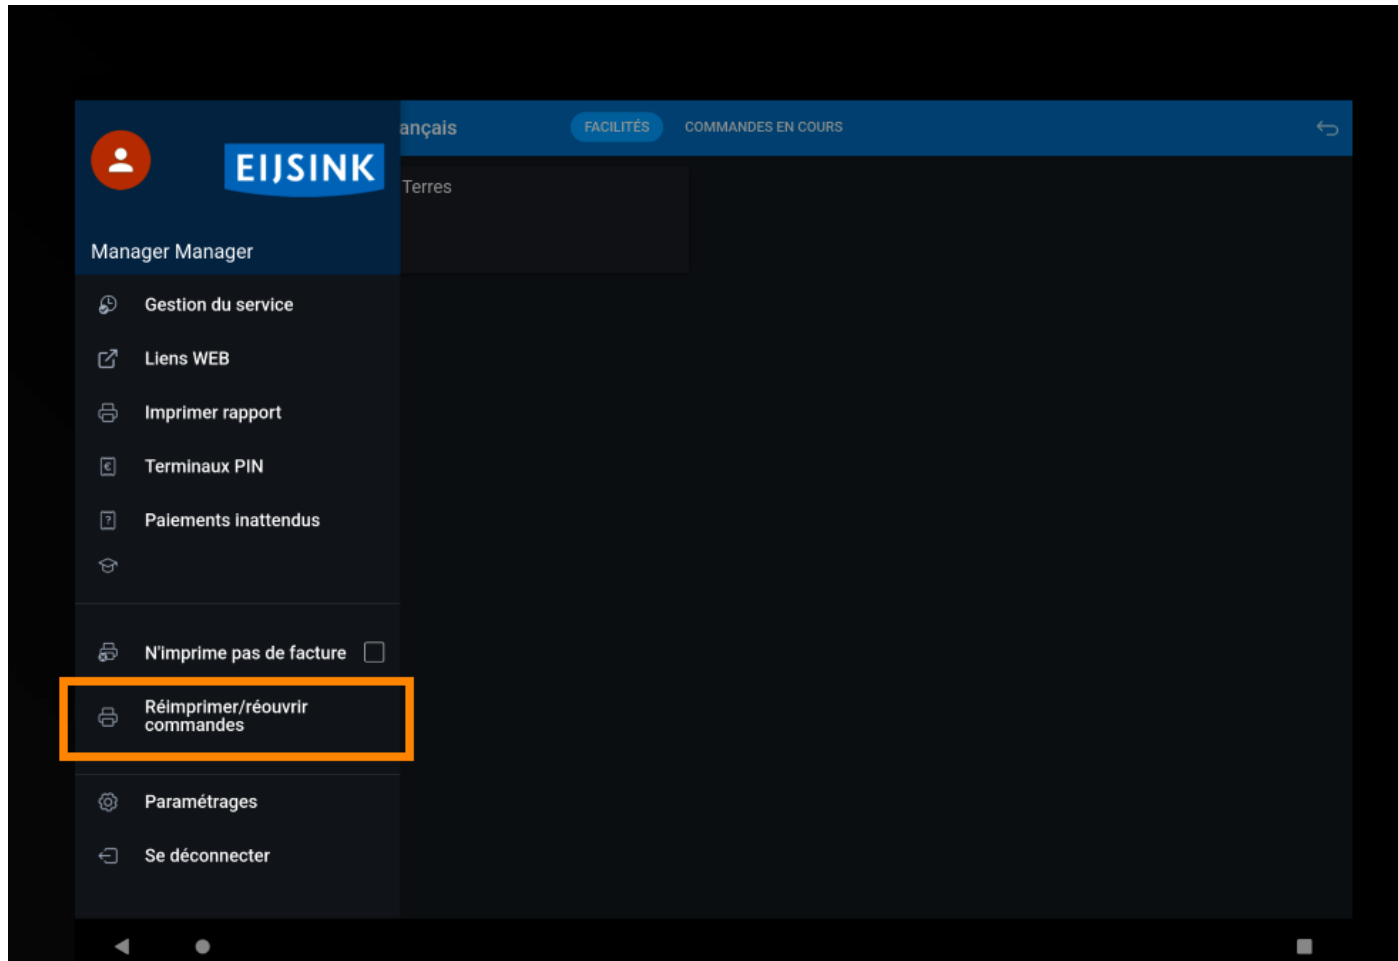 ançais
FACILITÉS
COMMANDES EN COURS
EIJSINK
Terres
Manager Manager
Gestion du service
Liens WEB
Imprimer rapport
Terminaux PIN
Paiements inattendus
N'imprime pas de facture
Réimprimer/réouvrir
commandes
Paramétrages
Se déconnecter